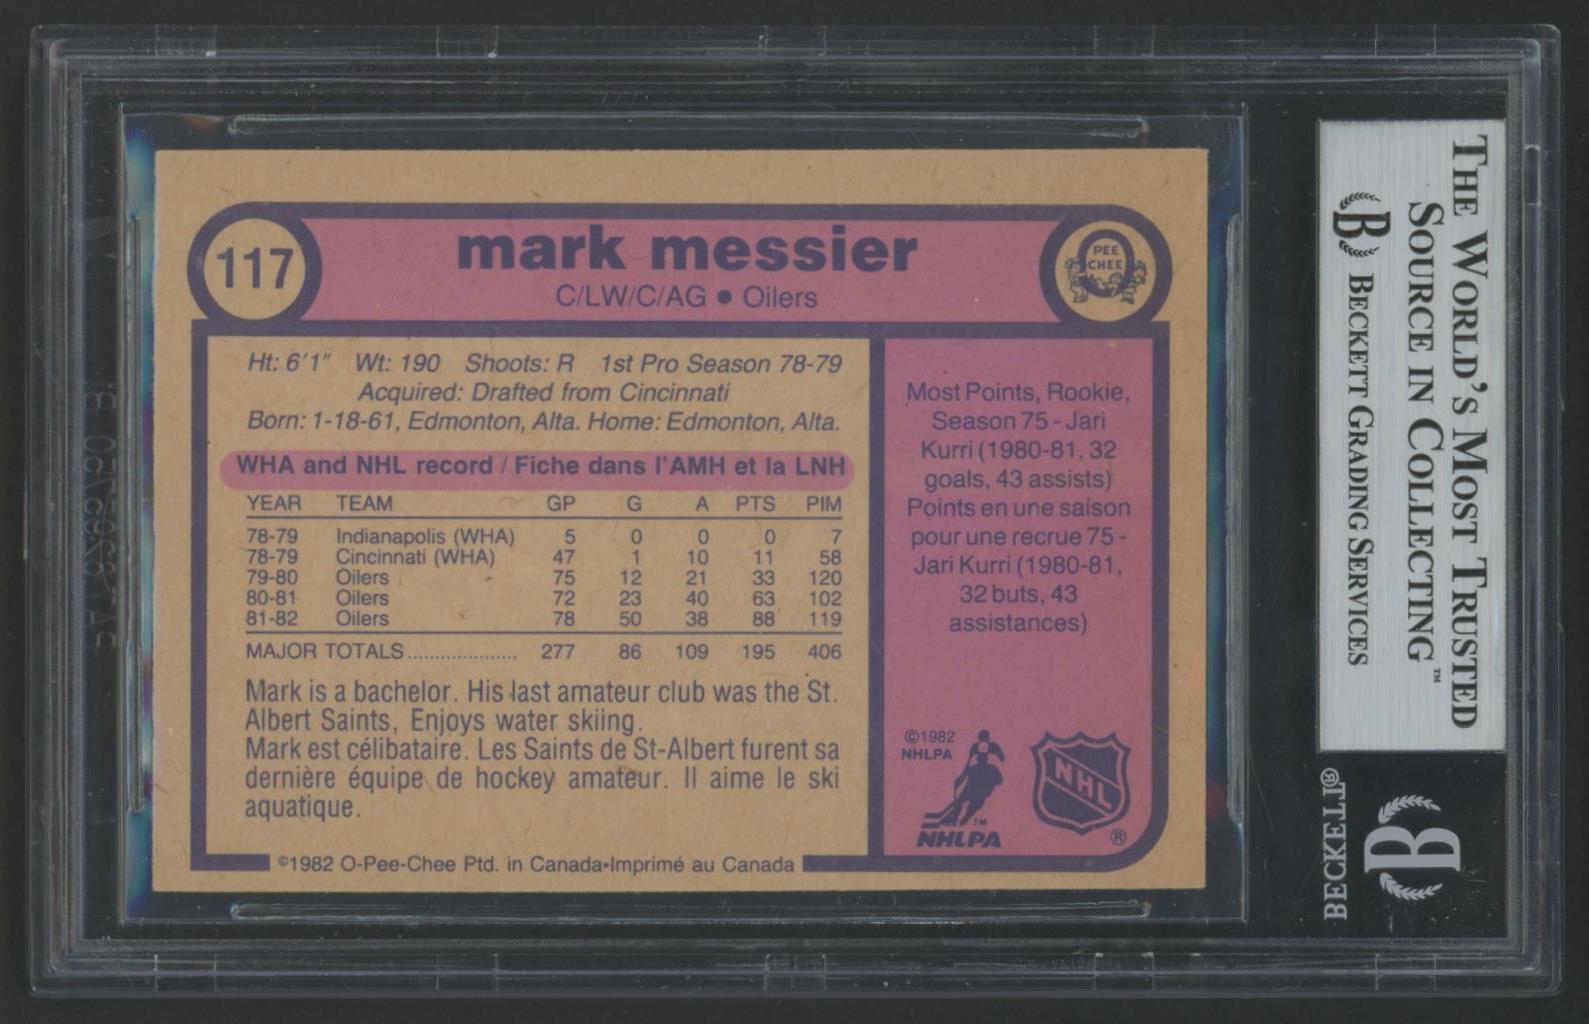 117
mark messier
C/LW/C/AG • Oilers
PEE
CHEE
Ht: 6'1" Wt: 190 Shoots: R 1st Pro Season 78-79
Acquired: Drafted from Cincinnati
Born: 1-18-61, Edmonton, Alta. Home: Edmonton, Alta.
WHA and NHL record / Fiche dans l'AMH et la LNH
YEAR TEAM GP G A PTS PIM
78-79 Indianapolis (WHA) 5 0 0 0 7
78-79 Cincinnati (WHA) 47 1 10 11 58
79-80 Oilers 75 12 21 33 120
80-81 Oilers 72 23 40 63 102
81-82 Oilers 78 50 38 88 119
MAJOR TOTALS.................... 277 86 109 195 406
Mark is a bachelor. His last amateur club was the St.
Albert Saints, Enjoys water skiing.
Mark est célibataire. Les Saints de St-Albert furent sa
dernière équipe de hockey amateur. Il aime le ski
aquatique.
©1982 O-Pee-Chee Ptd. in Canada•Imprimé au Canada
Most Points, Rookie,
Season 75 - Jari
Kurri (1980-81, 32
goals, 43 assists)
Points en une saison
pour une recrue 75 -
Jari Kurri (1980-81,
32 buts, 43
assistances)
©1982
NHLPA
TM
NHLPA
NHL
®
THE WORLD'S MOST TRUSTED
SOURCE IN COLLECTING™
B BECKETT GRADING SERVICES
B
BECKETT®